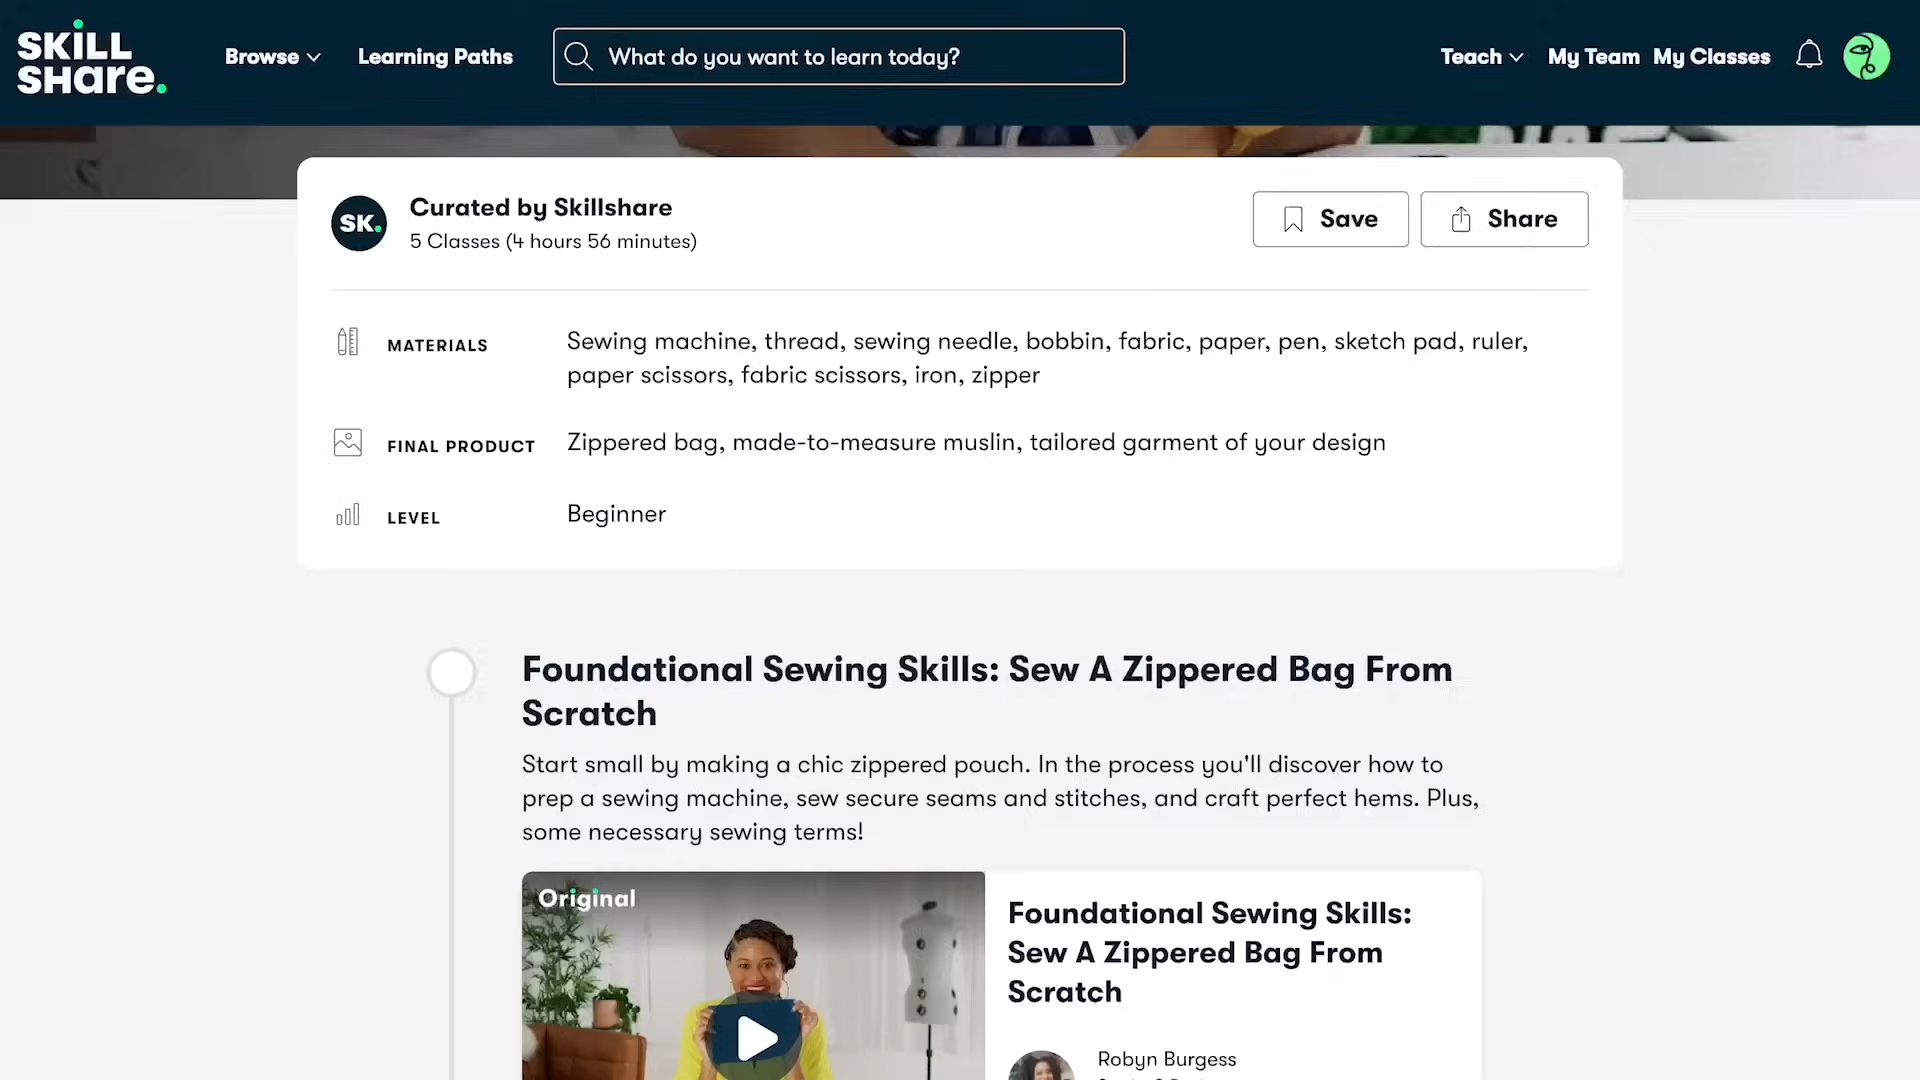 SKILL
SHare.
Browse
Learning Paths
What do you want to learn today?
Teach
My Team
My Classes
SK.
Curated by Skillshare
5 Classes (4 hours 56 minutes)
Save
Share
MATERIALS
Sewing machine, thread, sewing needle, bobbin, fabric, paper, pen, sketch pad, ruler,
paper scissors, fabric scissors, iron, zipper
FINAL PRODUCT
Zippered bag, made-to-measure muslin, tailored garment of your design
LEVEL
Beginner
Foundational Sewing Skills: Sew A Zippered Bag From
Scratch
Start small by making a chic zippered pouch. In the process you'll discover how to
prep a sewing machine, sew secure seams and stitches, and craft perfect hems. Plus,
some necessary sewing terms!
Original
Foundational Sewing Skills:
Sew A Zippered Bag From
Scratch
Robyn Burgess